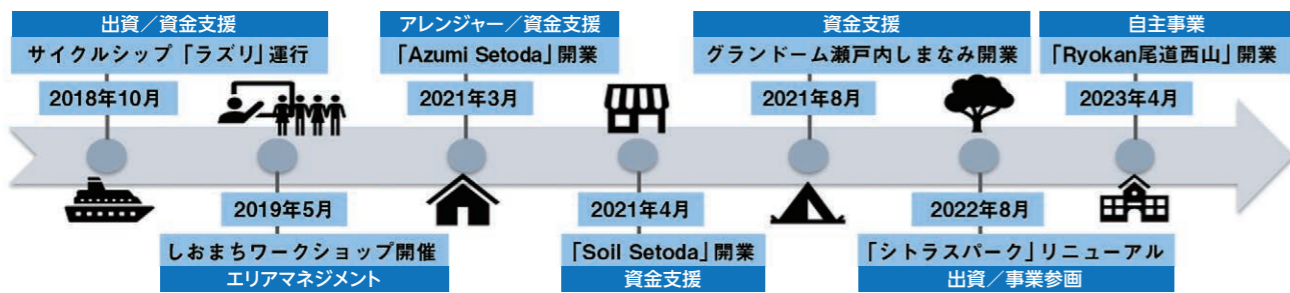 出資／資金支援
サイクルシップ「ラズリ」運行
2018年10月
2019年5月
しおまちワークショップ開催
エリアマネジメント
アレンジャー／資金支援
「Azumi Setoda」開業
2021年3月
2021年4月
「Soil Setoda」開業
資金支援
資金支援
グランドーム瀬戸内しまなみ開業
2021年8月
2022年8月
「シトラスパーク」リニューアル
出資／事業参画
自主事業
「Ryokan尾道西山」開業
2023年4月